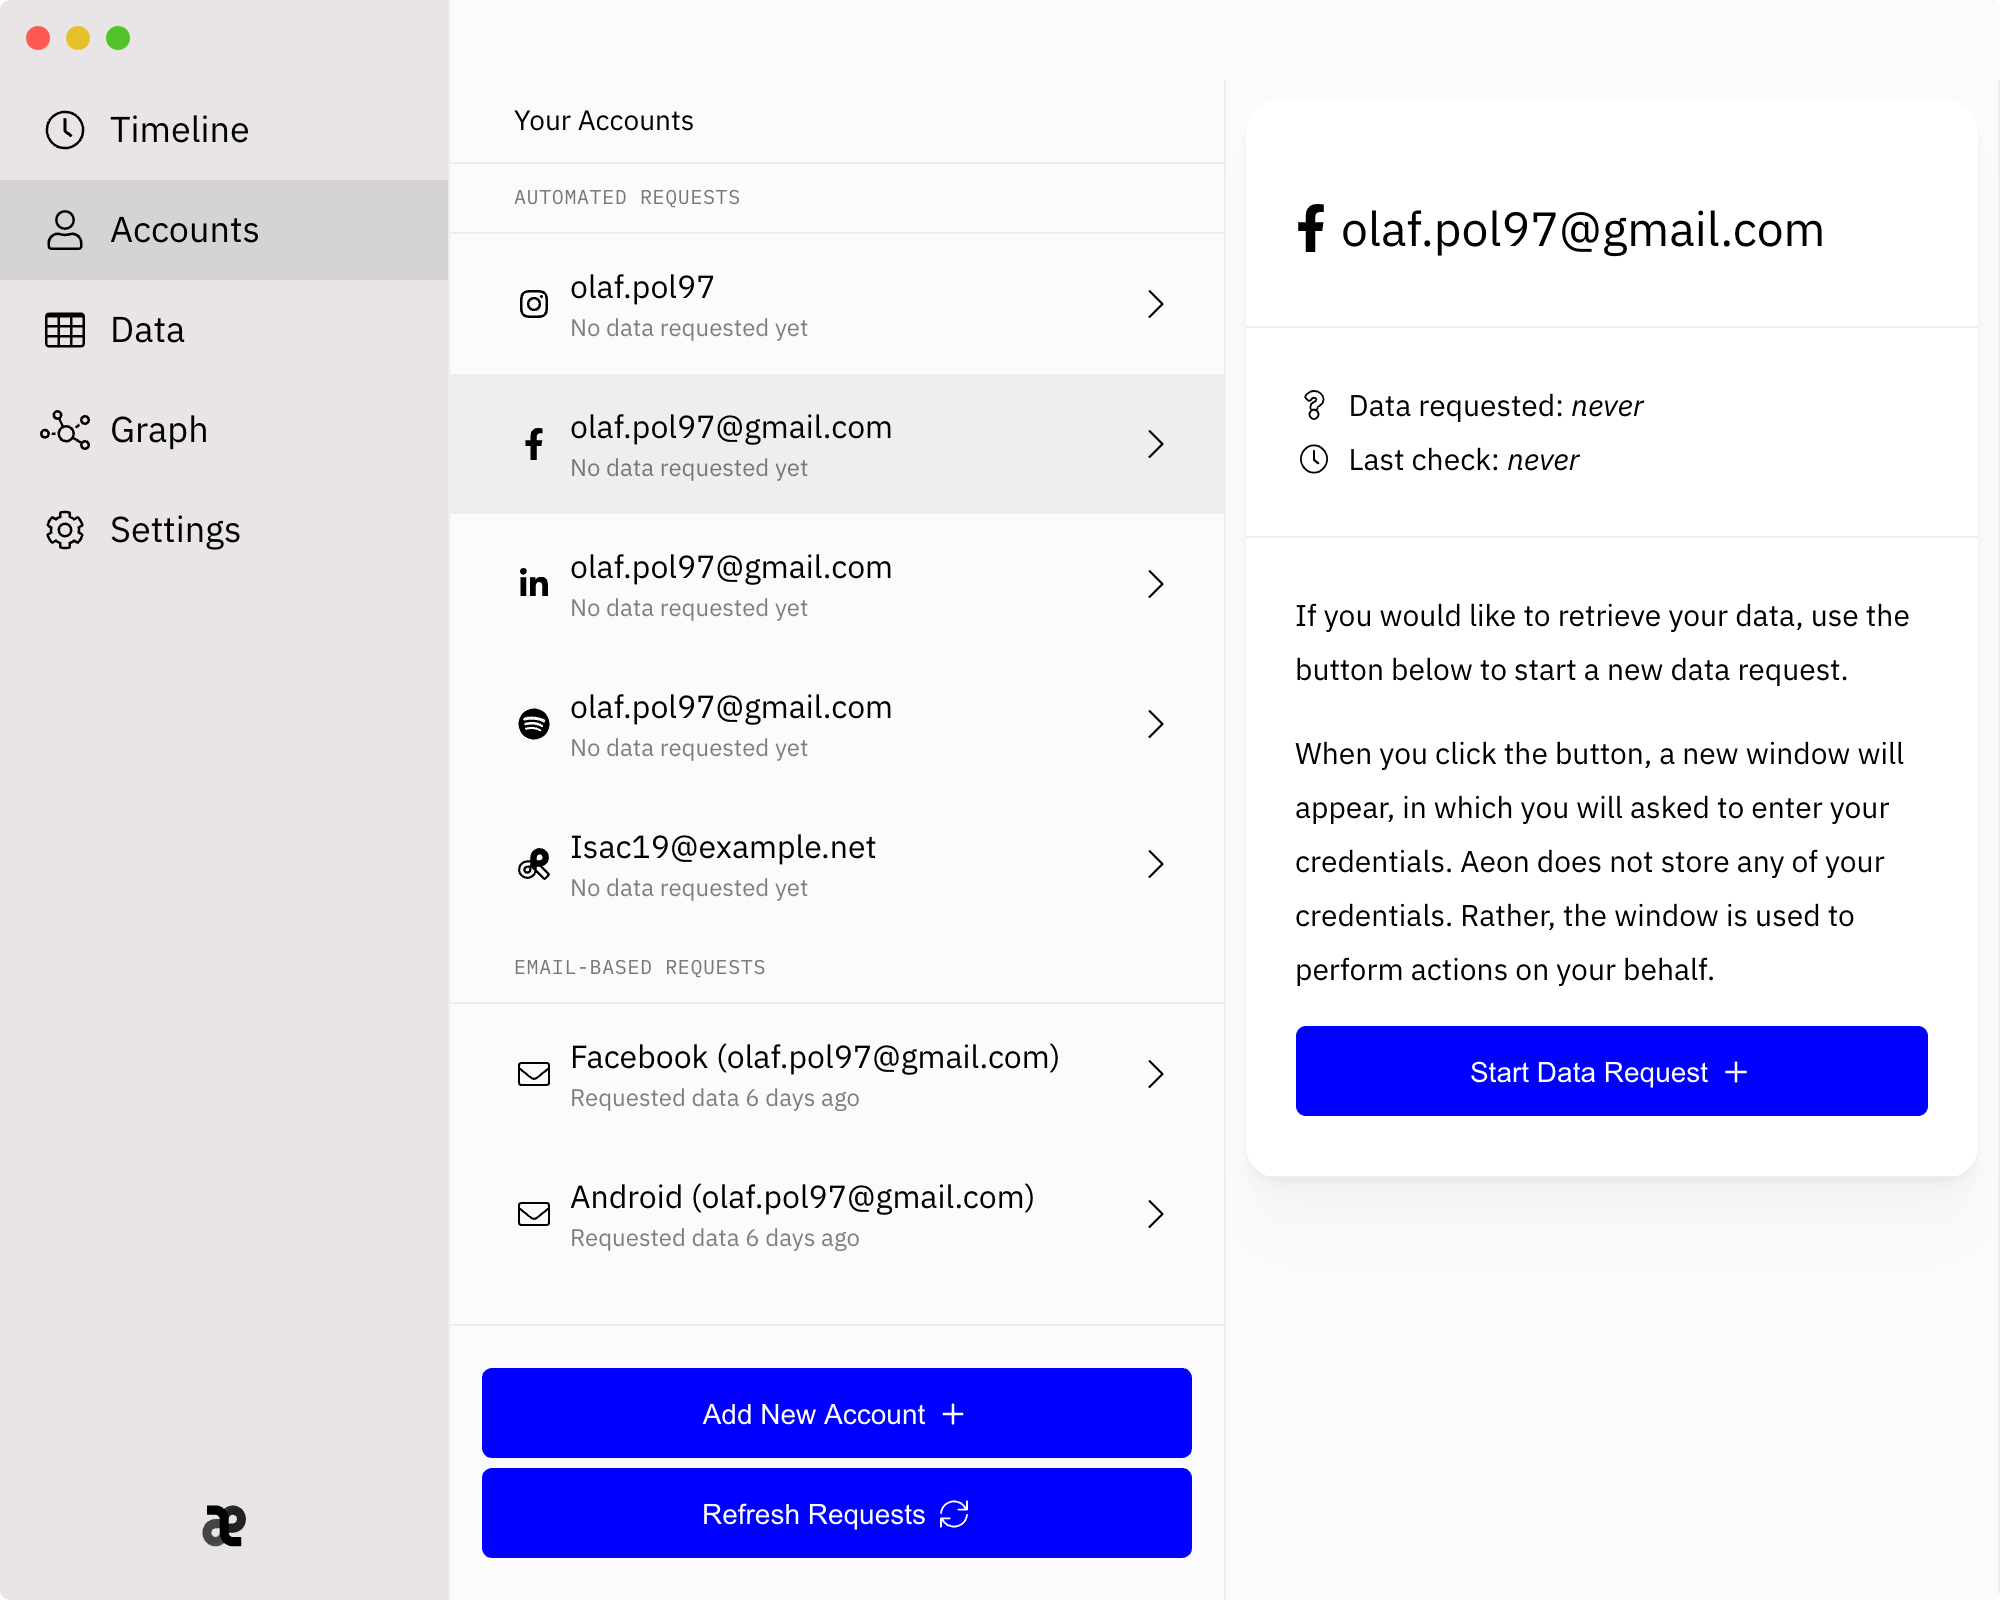 Timeline
Accounts
Data
Graph
Settings
Your Accounts
AUTOMATED REQUESTS
olaf.pol97
No data requested yet
olaf.pol97@gmail.com
No data requested yet
olaf.pol97@gmail.com
No data requested yet
olaf.pol97@gmail.com
No data requested yet
Isac19@example.net
No data requested yet
EMAIL-BASED REQUESTS
Facebook (olaf.pol97@gmail.com)
Requested data 6 days ago
Android (olaf.pol97@gmail.com)
Requested data 6 days ago
Add New Account
Refresh Requests
olaf.pol97@gmail.com
Data requested: never
Last check: never
If you would like to retrieve your data, use the
button below to start a new data request.
When you click the button, a new window will
appear, in which you will asked to enter your
credentials. Aeon does not store any of your
credentials. Rather, the window is used to
perform actions on your behalf.
Start Data Request